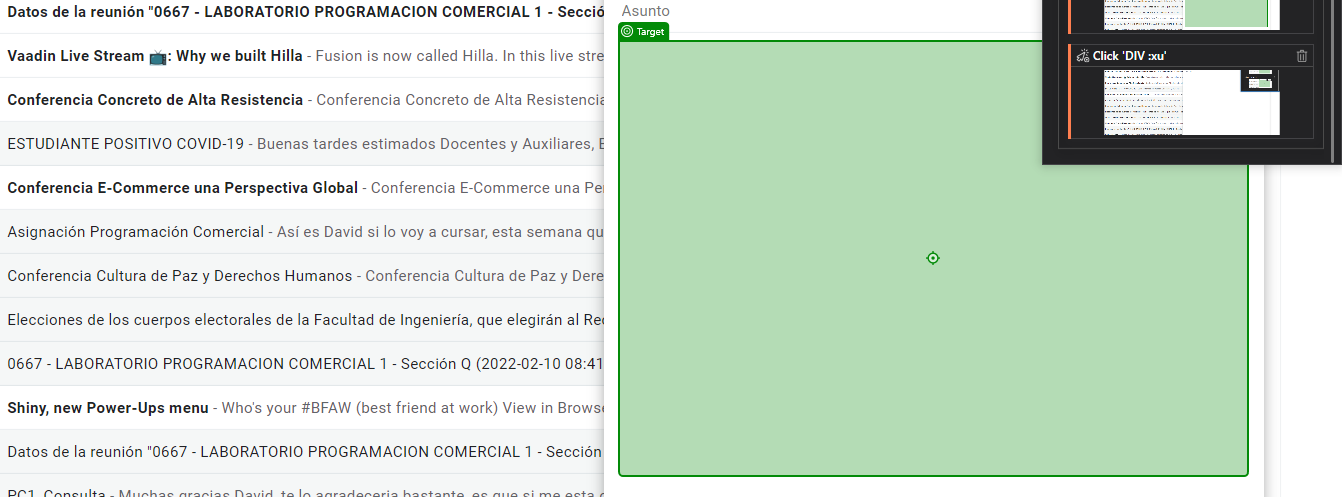 Datos de la reunión "0667 - LABORATORIO PROGRAMACION COMERCIAL 1 - Secció
Vaadin Live Stream 📺: Why we built Hilla - Fusion is now called Hilla. In this live stre
Conferencia Concreto de Alta Resistencia - Conferencia Concreto de Alta Resistencia
ESTUDIANTE POSITIVO COVID-19 - Buenas tardes estimados Docentes y Auxiliares, E
Conferencia E-Commerce una Perspectiva Global - Conferencia E-Commerce una Pe
Asignación Programación Comercial - Así es David si lo voy a cursar, esta semana qu
Conferencia Cultura de Paz y Derechos Humanos - Conferencia Cultura de Paz y Dere
Elecciones de los cuerpos electorales de la Facultad de Ingeniería, que elegirán al Rec
0667 - LABORATORIO PROGRAMACION COMERCIAL 1 - Sección Q (2022-02-10 08:41
Shiny, new Power-Ups menu - Who's your #BFAW (best friend at work) View in Browse
Datos de la reunión "0667 - LABORATORIO PROGRAMACION COMERCIAL 1 - Sección
PC1, Consulta - Muchas gracias David, te lo agradeceria bastante, es que si me esta
Asunto
Target
Click 'DIV :xu'